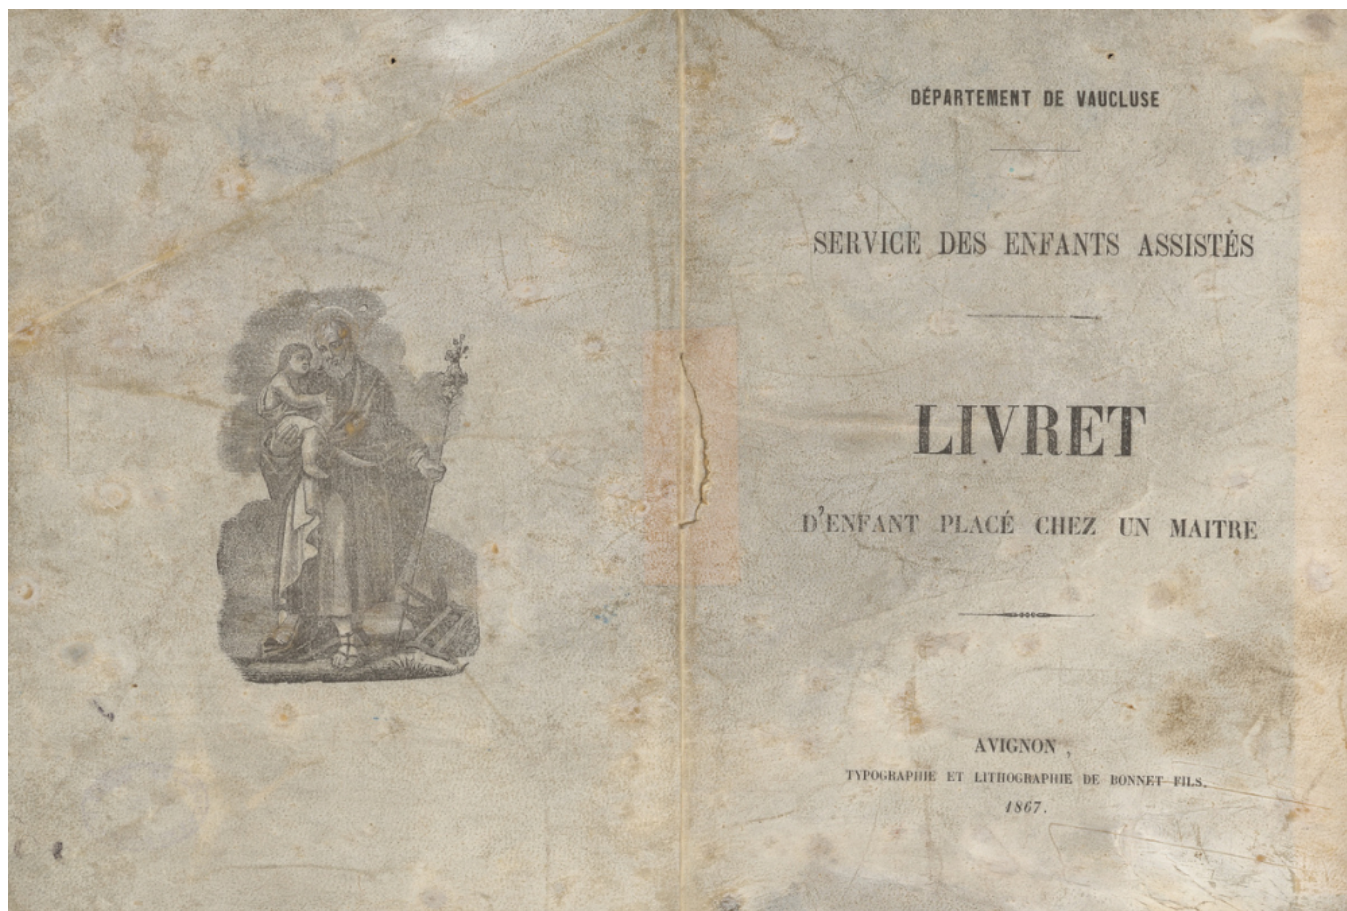 DÉPARTEMENT DE VAUCLUSE
SERVICE DES ENFANTS ASSISTÉS
LIVRET
D'ENFANT PLACÉ CHEZ UN MAITRE
AVIGNON,
TYPOGRAPHIE ET LITHOGRAPHIE DE BONNET FILS.
1867.